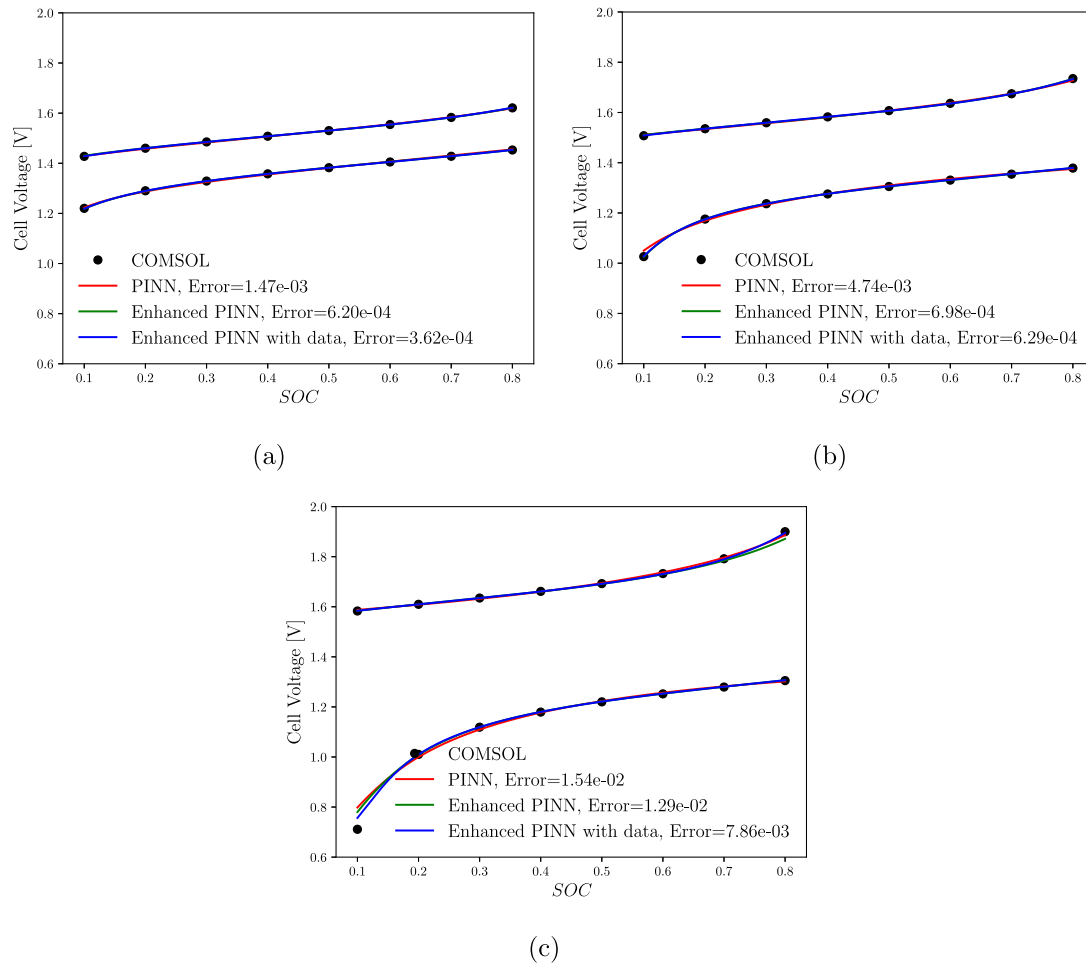 2.0
1.8
1.6
1.4
1.2
1.0
0.8
0.6
Cell Voltage [V]
COMSOL
PINN, Error=1.47e-03
Enhanced PINN, Error=6.20e-04
Enhanced PINN with data, Error=3.62e-04
0.1 0.2 0.3 0.4 0.5 0.6 0.7 0.8
SOC
(a)
2.0
1.8
1.6
1.4
1.2
1.0
0.8
0.6
Cell Voltage [V]
COMSOL
PINN, Error=4.74e-03
Enhanced PINN, Error=6.98e-04
Enhanced PINN with data, Error=6.29e-04
0.1 0.2 0.3 0.4 0.5 0.6 0.7 0.8
SOC
(b)
2.0
1.8
1.6
1.4
1.2
1.0
0.8
0.6
Cell Voltage [V]
COMSOL
PINN, Error=1.54e-02
Enhanced PINN, Error=1.29e-02
Enhanced PINN with data, Error=7.86e-03
0.1 0.2 0.3 0.4 0.5 0.6 0.7 0.8
SOC
(c)